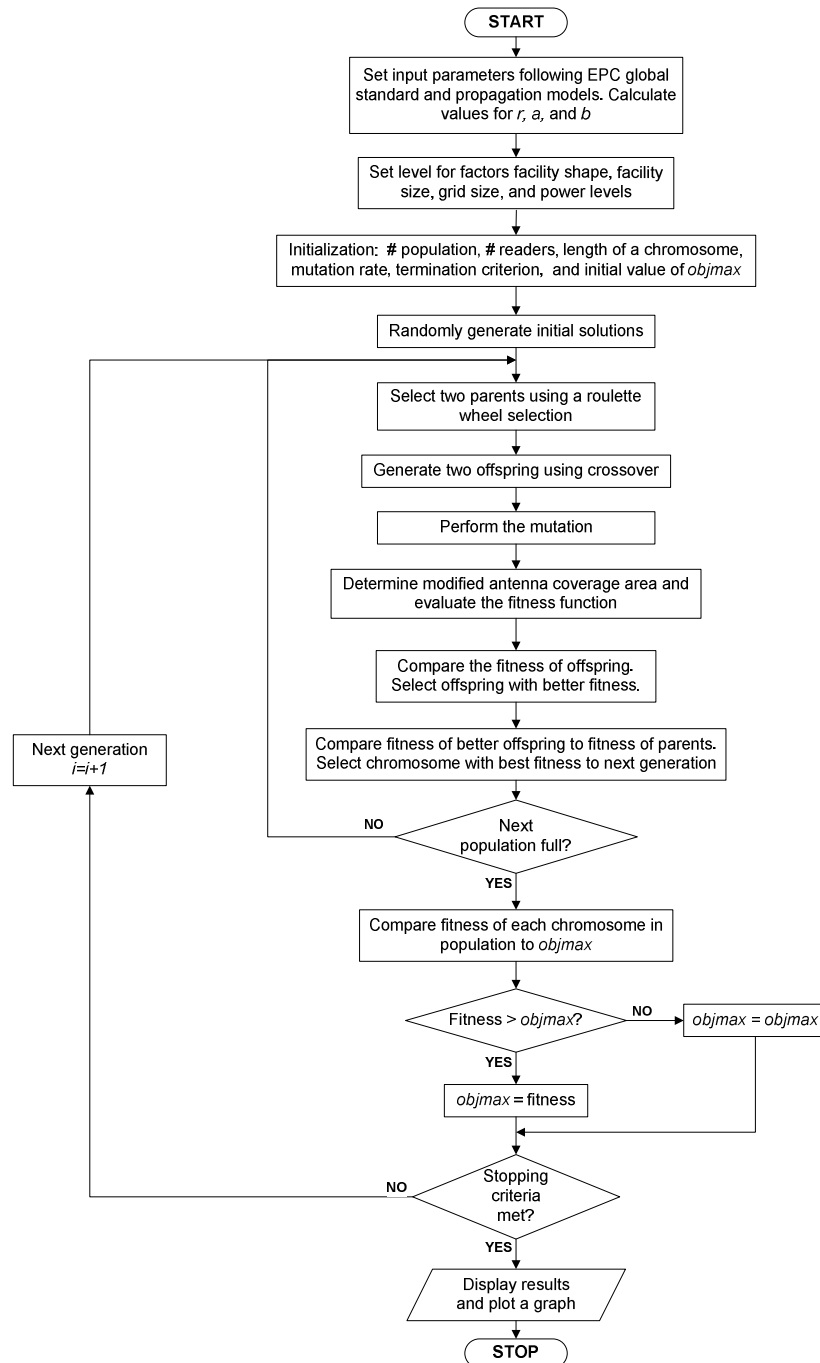 START
Set input parameters following EPC global
standard and propagation models. Calculate
values for r, a, and b
Set level for factors facility shape, facility
size, grid size, and power levels
Initialization: # population, # readers, length of a chromosome,
mutation rate, termination criterion, and initial value of objmax
Randomly generate initial solutions
Select two parents using a roulette
wheel selection
Generate two offspring using crossover
Perform the mutation
Determine modified antenna coverage area and
evaluate the fitness function
Compare the fitness of offspring.
Select offspring with better fitness.
Compare fitness of better offspring to fitness of parents.
Select chromosome with best fitness to next generation
Next generation
i=i+1
NO
Next
population full?
YES
Compare fitness of each chromosome in
population to objmax
Fitness > objmax?
NO
objmax = objmax
YES
objmax = fitness
NO
Stopping
criteria
met?
YES
Display results
and plot a graph
STOP